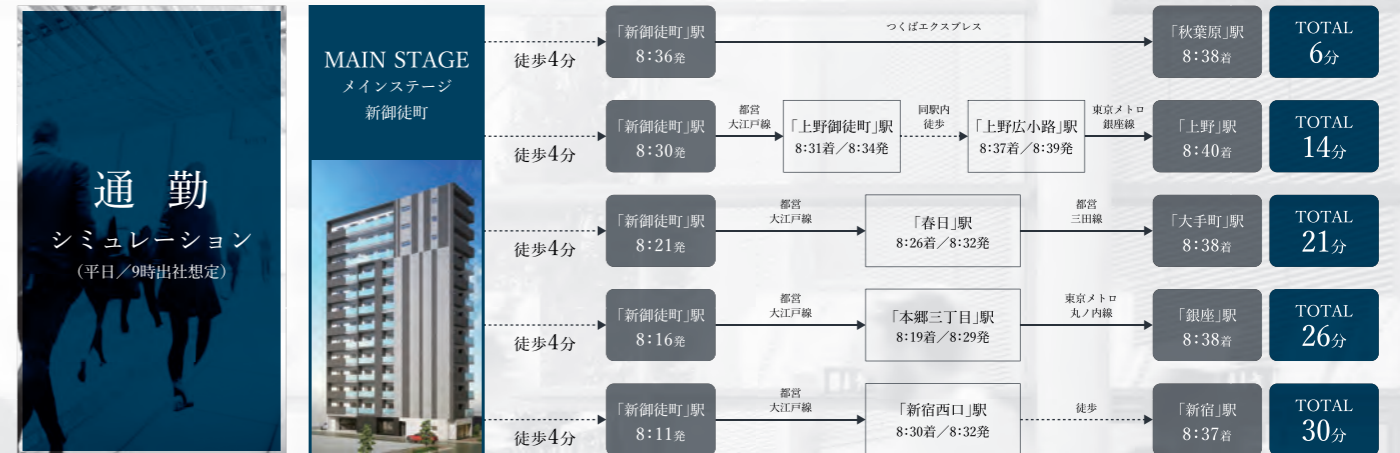 通 勤
シミュレーション
(平日／9時出社想定)
MAIN STAGE
メインステージ
新御徒町
徒歩4分
「新御徒町」駅
8:36発
つくばエクスプレス
「秋葉原」駅
8:38着
TOTAL
6分
徒歩4分
「新御徒町」駅
8:30発
都営
大江戸線
「上野御徒町」駅
8:31着／8:34発
同駅内
徒歩
「上野広小路」駅
8:37着／8:39発
東京メトロ
銀座線
「上野」駅
8:40着
TOTAL
14分
徒歩4分
「新御徒町」駅
8:21発
都営
大江戸線
「春日」駅
8:26着／8:32発
都営
三田線
「大手町」駅
8:38着
TOTAL
21分
徒歩4分
「新御徒町」駅
8:16発
都営
大江戸線
「本郷三丁目」駅
8:19着／8:29発
東京メトロ
丸ノ内線
「銀座」駅
8:38着
TOTAL
26分
徒歩4分
「新御徒町」駅
8:11発
都営
大江戸線
「新宿西口」駅
8:30着／8:32発
徒歩
「新宿」駅
8:37着
TOTAL
30分